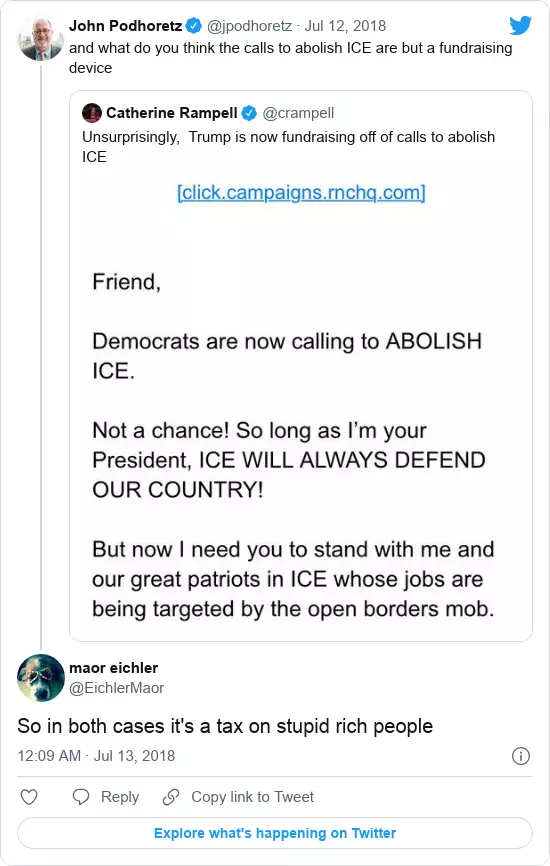 John Podhoretz @jpodhoretz · Jul 12, 2018
and what do you think the calls to abolish ICE are but a fundraising
device
Catherine Rampell @crampell
Unsurprisingly,  Trump is now fundraising off of calls to abolish
ICE
[click.campaigns.rnchq.com]
Friend,
Democrats are now calling to ABOLISH
ICE.
Not a chance! So long as I'm your
President, ICE WILL ALWAYS DEFEND
OUR COUNTRY!
But now I need you to stand with me and
our great patriots in ICE whose jobs are
being targeted by the open borders mob.
maor eichler
@EichlerMaor
So in both cases it's a tax on stupid rich people
12:09 AM · Jul 13, 2018
Reply Copy link to Tweet
Explore what's happening on Twitter